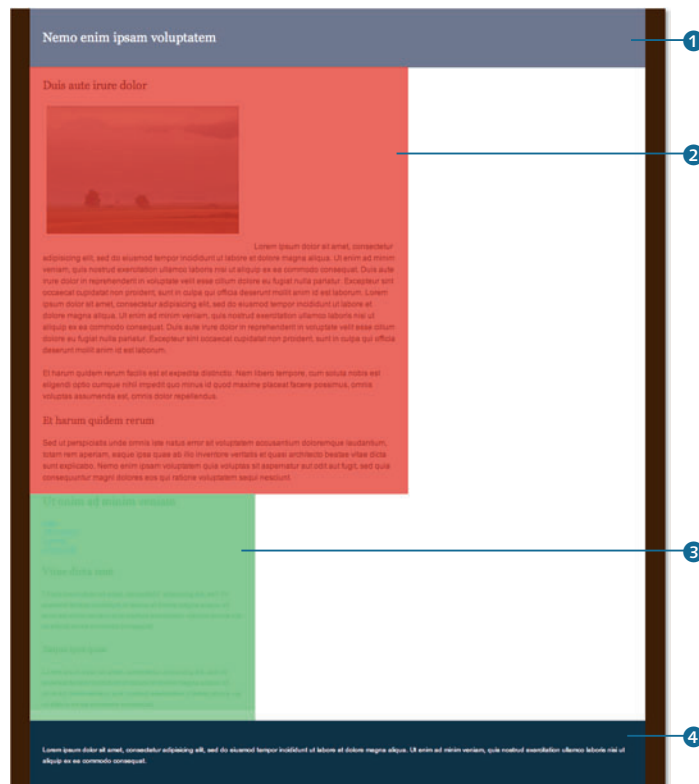 Nemo enim ipsam voluptatem
1
Duis aute irure dolor
2
Lorem ipsum dolor sit amet, consectetur
adipisicing elit, sed do eiusmod tempor incididunt ut labore et dolore magna aliqua. Ut enim ad minim
veniam, quis nostrud exercitation ullamco laboris nisi ut aliquip ex ea commodo consequat. Duis aute
irure dolor in reprehenderit in voluptate velit esse cillum dolore eu fugiat nulla pariatur. Excepteur sint
occaecat cupidatat non proident, sunt in culpa qui officia deserunt mollit anim id est laborum. Lorem
ipsum dolor sit amet, consectetur adipisicing elit, sed do eiusmod tempor incididunt ut labore et
dolore magna aliqua. Ut enim ad minim veniam, quis nostrud exercitation ullamco laboris nisi ut
aliquip ex ea commodo consequat. Duis aute irure dolor in reprehenderit in voluptate velit esse cillum
dolore eu fugiat nulla pariatur. Excepteur sint occaecat cupidatat non proident, sunt in culpa qui officia
deserunt mollit anim id est laborum.
Et harum quidem rerum facilis est et expedita distinctio. Nam libero tempore, cum soluta nobis est
eligendi optio cumque nihil impedit quo minus id quod maxime placeat facere possimus, omnis
voluptas assumenda est, omnis dolor repellendus.
Et harum quidem rerum
Sed ut perspiciatis unde omnis iste natus error sit voluptatem accusantium doloremque laudantium,
totam rem aperiam, eaque ipsa quae ab illo inventore veritatis et quasi architecto beatae vitae dicta
sunt explicabo. Nemo enim ipsam voluptatem quia voluptas sit aspernatur aut odit aut fugit, sed quia
consequuntur magni dolores eos qui ratione voluptatem sequi nesciunt.
Ut enim ad minim veniam
3
Vitae dicta sunt
4
Lorem ipsum dolor sit amet, consectetur adipisicing elit, sed do eiusmod tempor incididunt ut labore et dolore magna aliqua. Ut enim ad minim veniam, quis nostrud exercitation ullamco laboris nisi ut
aliquip ex ea commodo consequat.